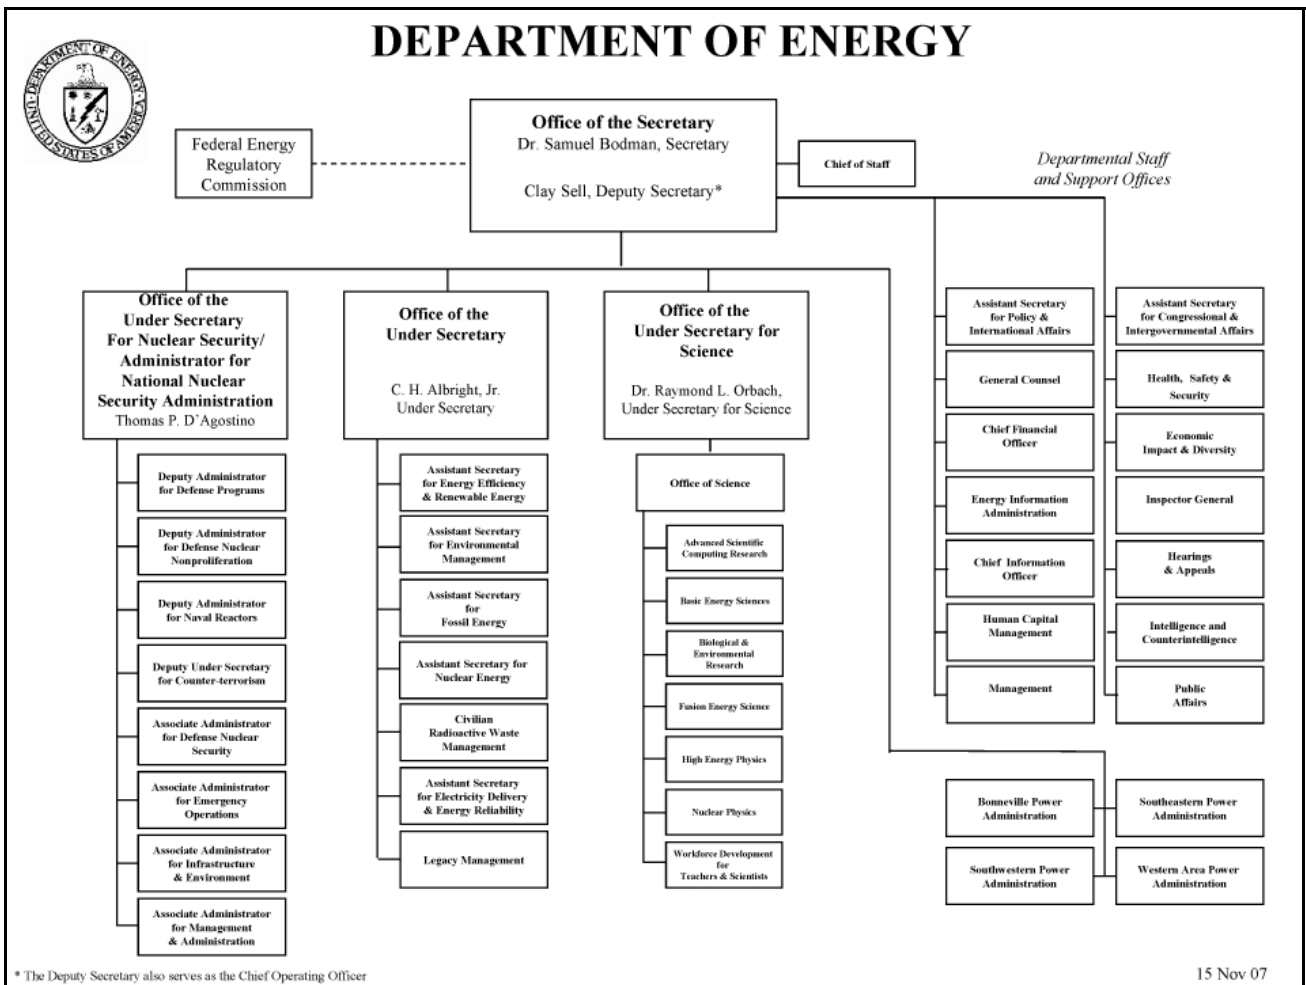 DEPARTMENT OF ENERGY
DEPARTMENT OF ENERGY
UNITED STATES OF AMERICA
Federal Energy
Regulatory
Commission
Office of the Secretary
Dr. Samuel Bodman, Secretary
Clay Sell, Deputy Secretary*
Chief of Staff
Departmental Staff
and Support Offices
Office of the
Under Secretary
For Nuclear Security/
Administrator for
National Nuclear
Security Administration
Thomas P. D'Agostino
Deputy Administrator
for Defense Programs
Deputy Administrator
for Defense Nuclear
Nonproliferation
Deputy Administrator
for Naval Reactors
Deputy Under Secretary
for Counter-terrorism
Associate Administrator
for Defense Nuclear
Security
Associate Administrator
for Emergency
Operations
Associate Administrator
for Infrastructure
& Environment
Associate Administrator
for Management
& Administration
Office of the
Under Secretary
C. H. Albright, Jr.
Under Secretary
Assistant Secretary
for Energy Efficiency
& Renewable Energy
Assistant Secretary
for Environmental
Management
Assistant Secretary
for
Fossil Energy
Assistant Secretary for
Nuclear Energy
Civilian
Radioactive Waste
Management
Assistant Secretary
for Electricity Delivery
& Energy Reliability
Legacy Management
Office of the
Under Secretary for
Science
Dr. Raymond L. Orbach,
Under Secretary for Science
Office of Science
Advanced Scientific
Computing Research
Basic Energy Sciences
Biological &
Environmental
Research
Fusion Energy Science
High Energy Physics
Nuclear Physics
Workforce Development
for
Teachers & Scientists
Assistant Secretary
for Policy &
International Affairs
General Counsel
Chief Financial
Officer
Energy Information
Administration
Chief Information
Officer
Human Capital
Management
Management
Assistant Secretary
for Congressional &
Intergovernmental Affairs
Health, Safety &
Security
Economic
Impact & Diversity
Inspector General
Hearings
& Appeals
Intelligence and
Counterintelligence
Public
Affairs
Bonneville Power
Administration
Southeastern Power
Administration
Southwestern Power
Administration
Western Area Power
Administration
* The Deputy Secretary also serves as the Chief Operating Officer
15 Nov 07